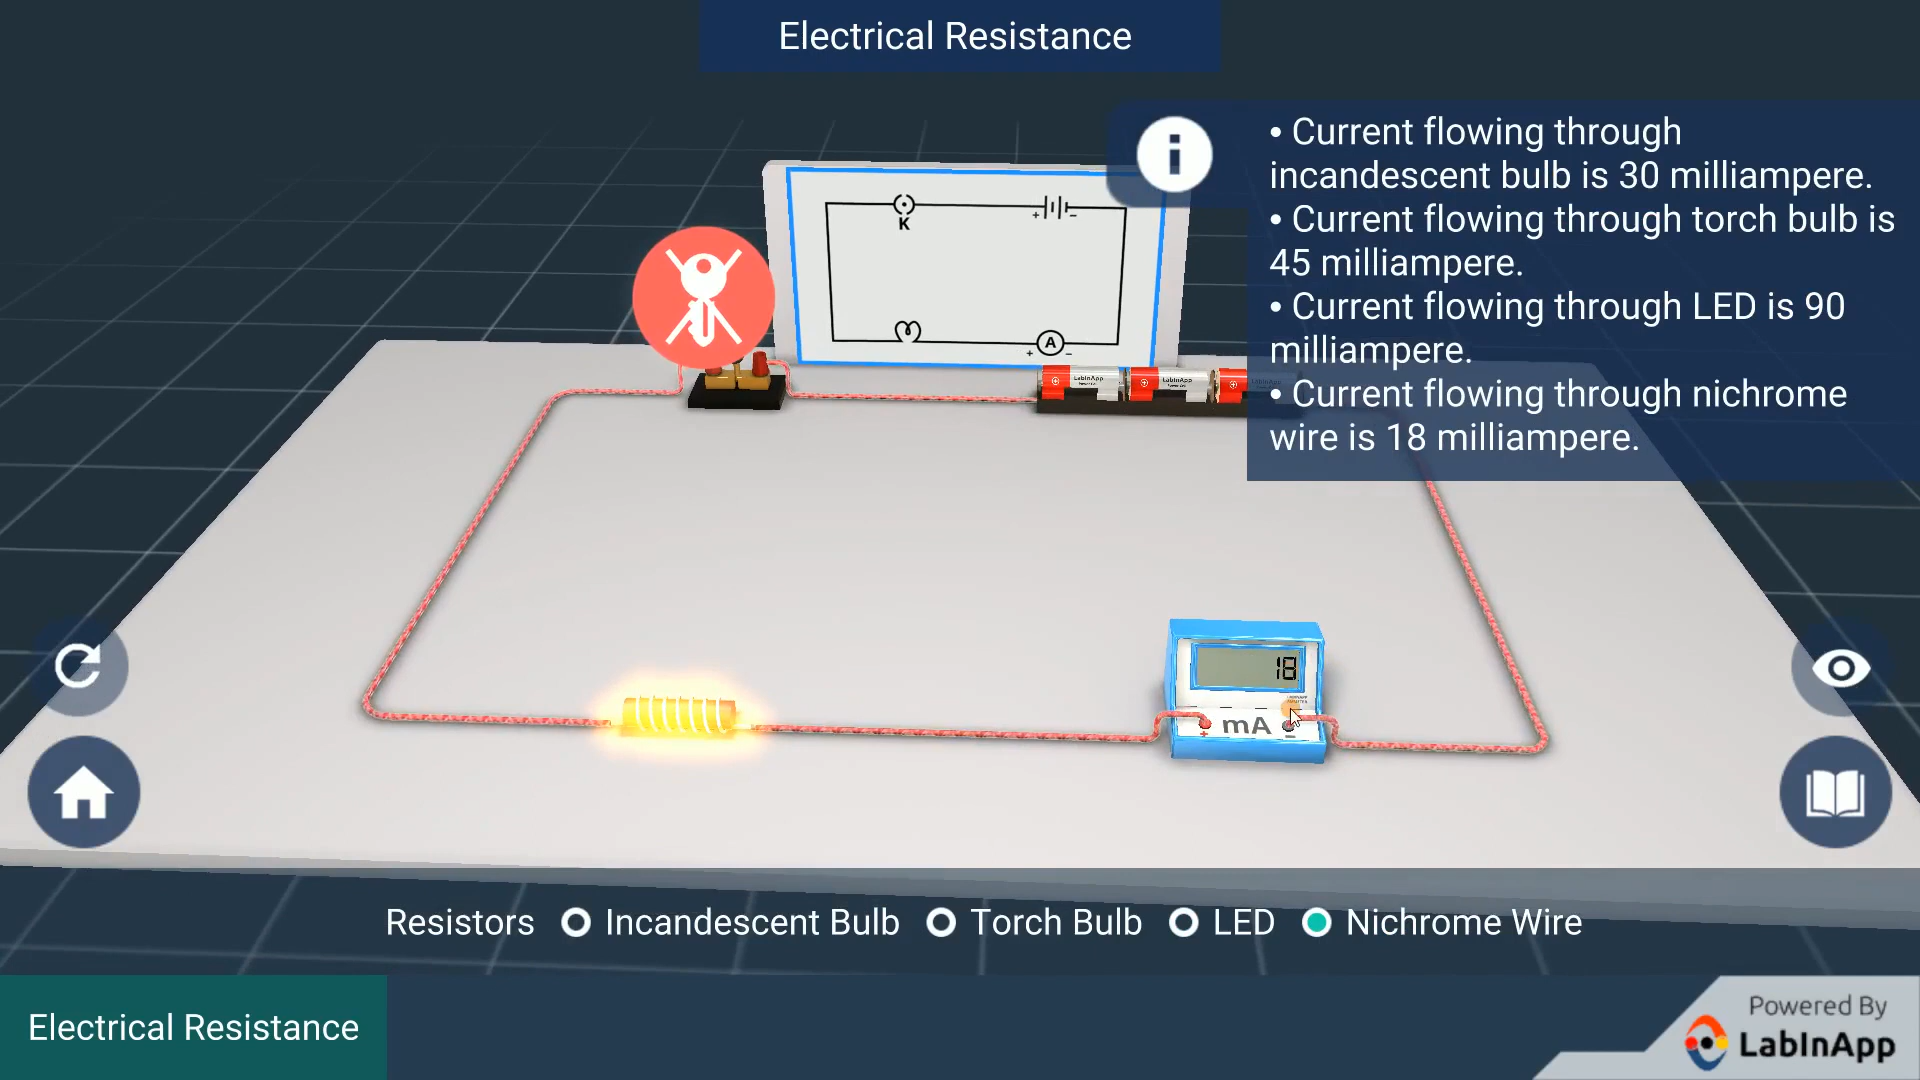 Electrical Resistance
• Current flowing through
incandescent bulb is 30 milliampere.
• Current flowing through torch bulb is
45 milliampere.
• Current flowing through LED is 90
milliampere.
• Current flowing through nichrome
wire is 18 milliampere.
K
+ −
+ A −
LabInApp
LabInApp
18
mA
+ −
Resistors Incandescent Bulb Torch Bulb LED Nichrome Wire
Electrical Resistance
Powered By
LabInApp